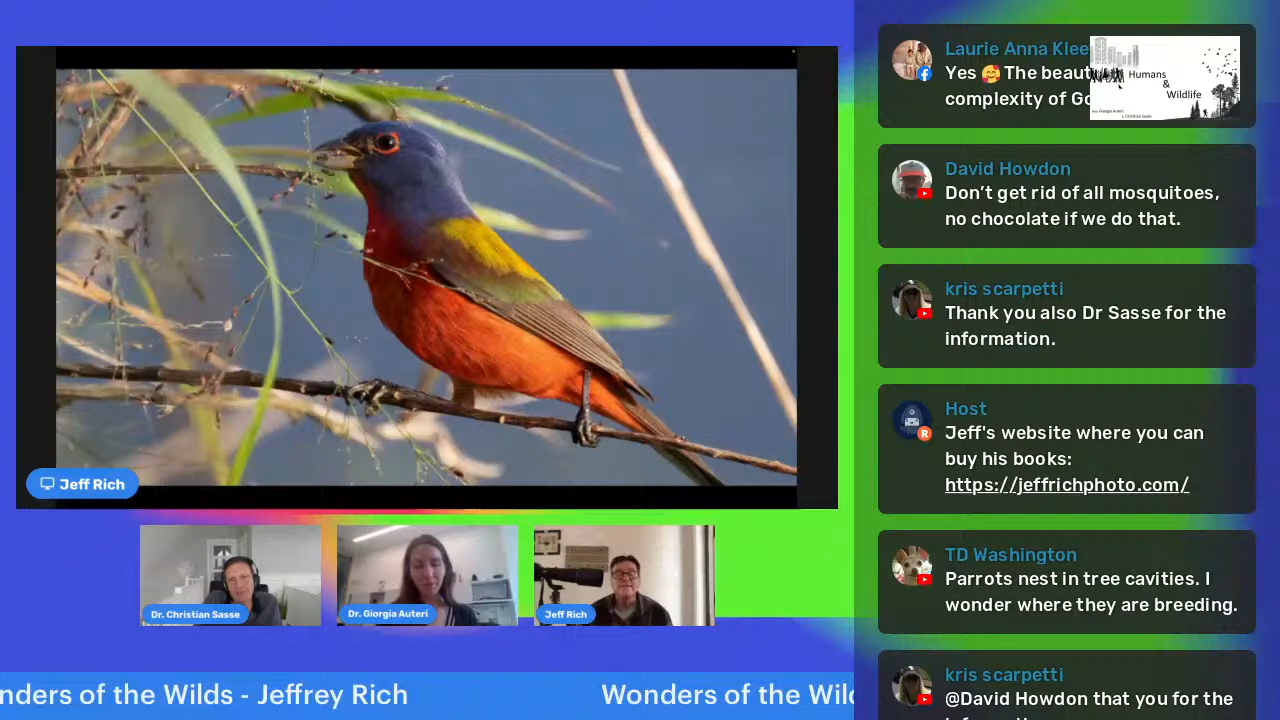 Jeff Rich
Dr. Christian Sasse
Dr. Giorgia Auteri
Jeff Rich
nders of the Wilds - Jeffrey Rich
Wonders of the Wild
Laurie Anna Klee
Yes 🥰 The beaut
complexity of Go
Humans
&
Wildlife
David Howdon
Don’t get rid of all mosquitoes,
no chocolate if we do that.
kris scarpetti
Thank you also Dr Sasse for the
information.
Host
Jeff's website where you can
buy his books:
https://jeffrichphoto.com/
TD Washington
Parrots nest in tree cavities. I
wonder where they are breeding.
kris scarpetti
@David Howdon that you for the